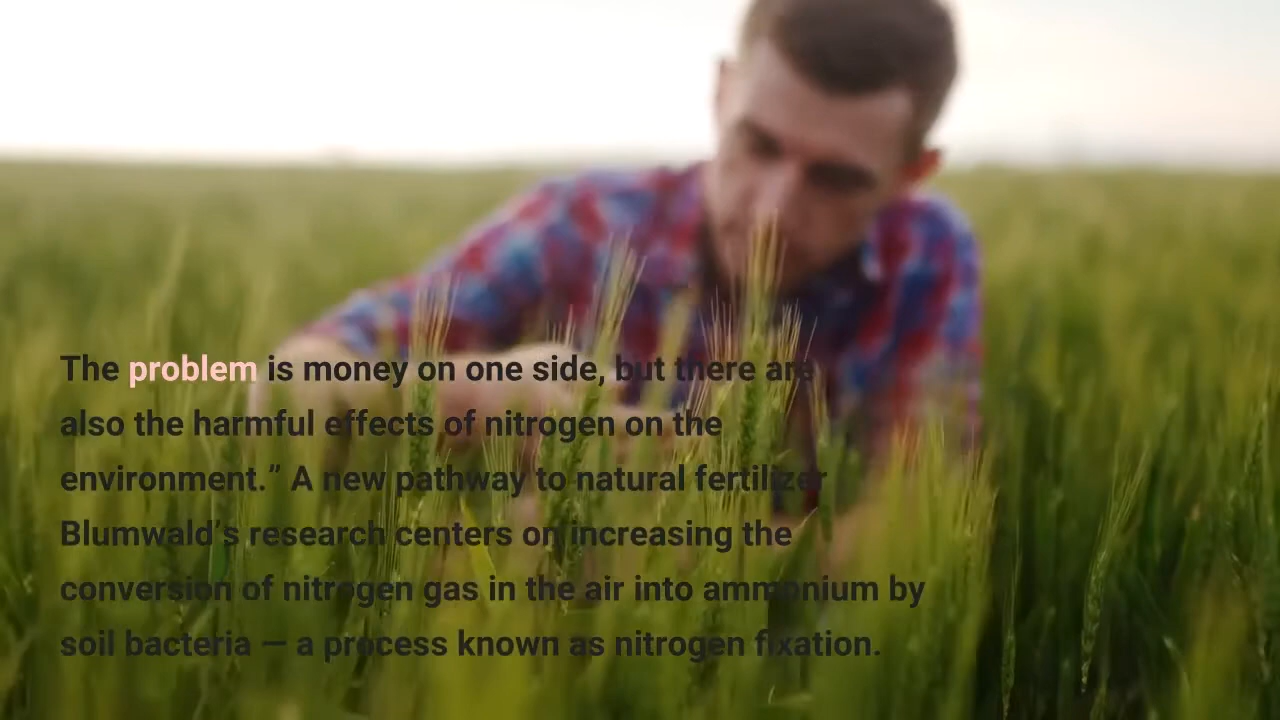 The problem is money on one side, but there are
also the harmful effects of nitrogen on the
environment.” A new pathway to natural fertilizer
Blumwald’s research centers on increasing the
conversion of nitrogen gas in the air into ammonium by
soil bacteria — a process known as nitrogen fixation.